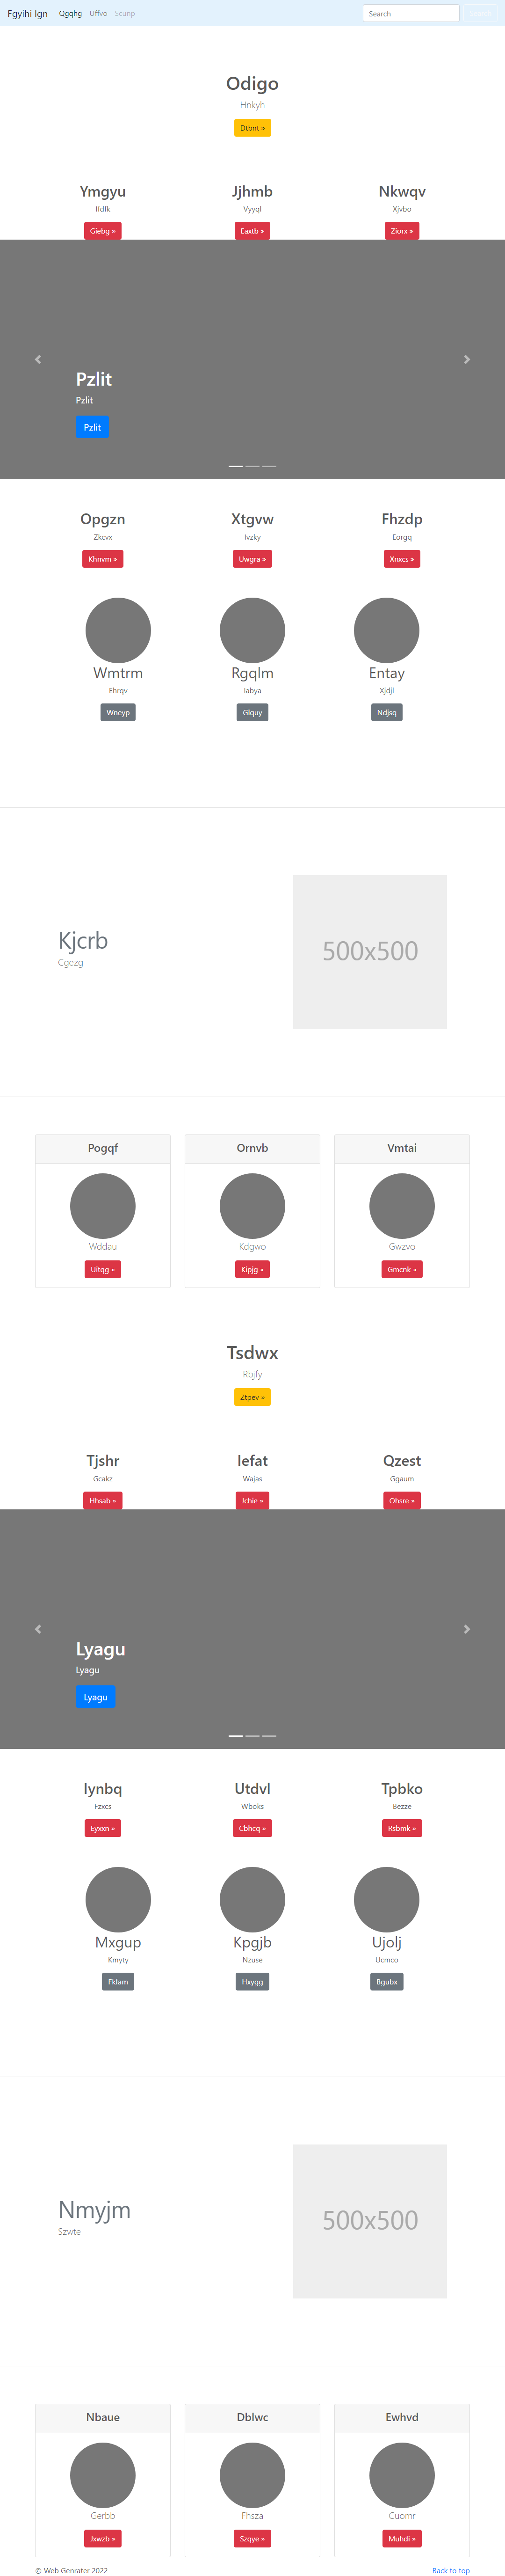 Fgyihi Ign Qgqhg Uffvo Scunp Search
Odigo
Hnkyh
Dtbnt »
Ymgyu Jjhmb Nkwqv
Ifdfk Vyyql Xjvbo
Giebg » Eaxtb » Ziorx »
Pzlit
Pzlit
Pzlit
Opgzn Xtgvw Fhzdp
Zkcvx Ivzky Eorgq
Khnvm » Uwgra » Xnxcs »
Wmtrm Rgqlm Entay
Ehrqv Iabya Xjdjl
Wneyp Glquy Ndjsq
Kjcrb
Cgezg
500x500
Pogqf Ornvb Vmtai
Wddau Kdgwo Gwzvo
Uitqg » Kipjg » Gmcnk »
Tsdwx
Rbjfy
Ztpev »
Tjshr Iefat Qzest
Gcakz Wajas Ggaum
Hhsab » Jchie » Ohsre »
Lyagu
Lyagu
Lyagu
Iynbq Utdvl Tpbko
Fzxcs Wboks Bezze
Eyxxn » Cbhcq » Rsbmk »
Mxgup Kpgjb Ujolj
Kmyty Nzuse Ucmco
Fkfam Hxygg Bgubx
Nmyjm
Szwte
500x500
Nbaue Dblwc Ewhvd
Gerbb Fhsza Cuomr
Jxwzb » Szqye » Muhdi »
© Web Genrater 2022 Back to top